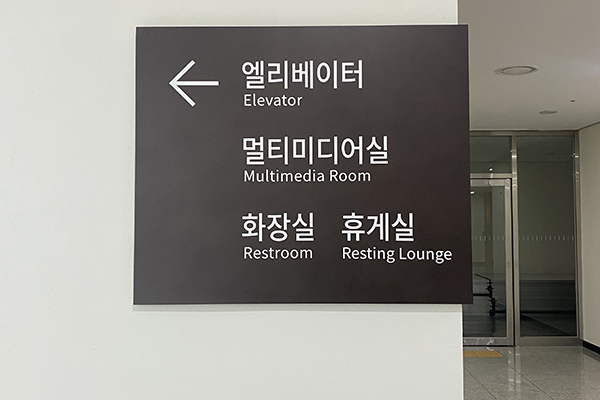 엘리베이터
Elevator
멀티미디어실
Multimedia Room
화장실 휴게실
Restroom Resting Lounge